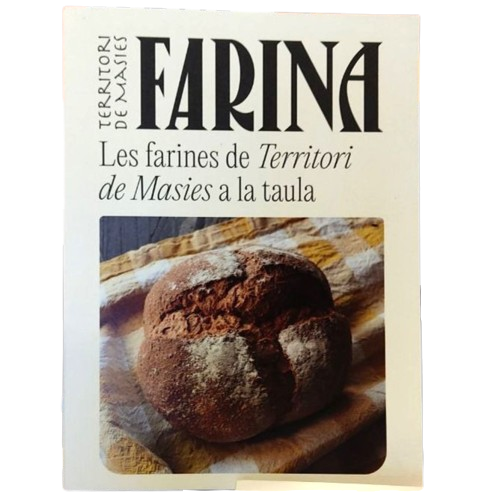 TERRITORI
DE MASIES
FARINA
Les farines de Territori
de Masies a la taula